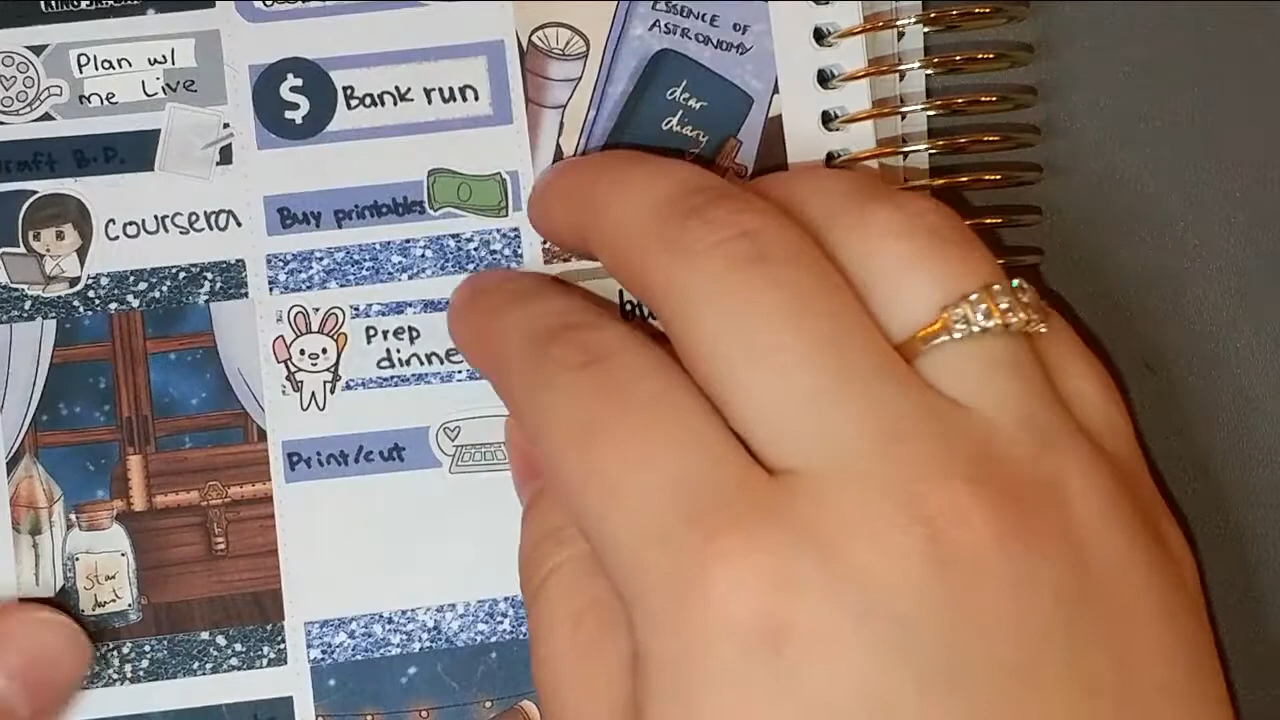 Plan w/
me Live
Draft B.P.
coursera
$
Bank run
Buy printables
Prep
dinne
Print/cut
ESSENCE OF
ASTRONOMY
dear
diary
star
dust